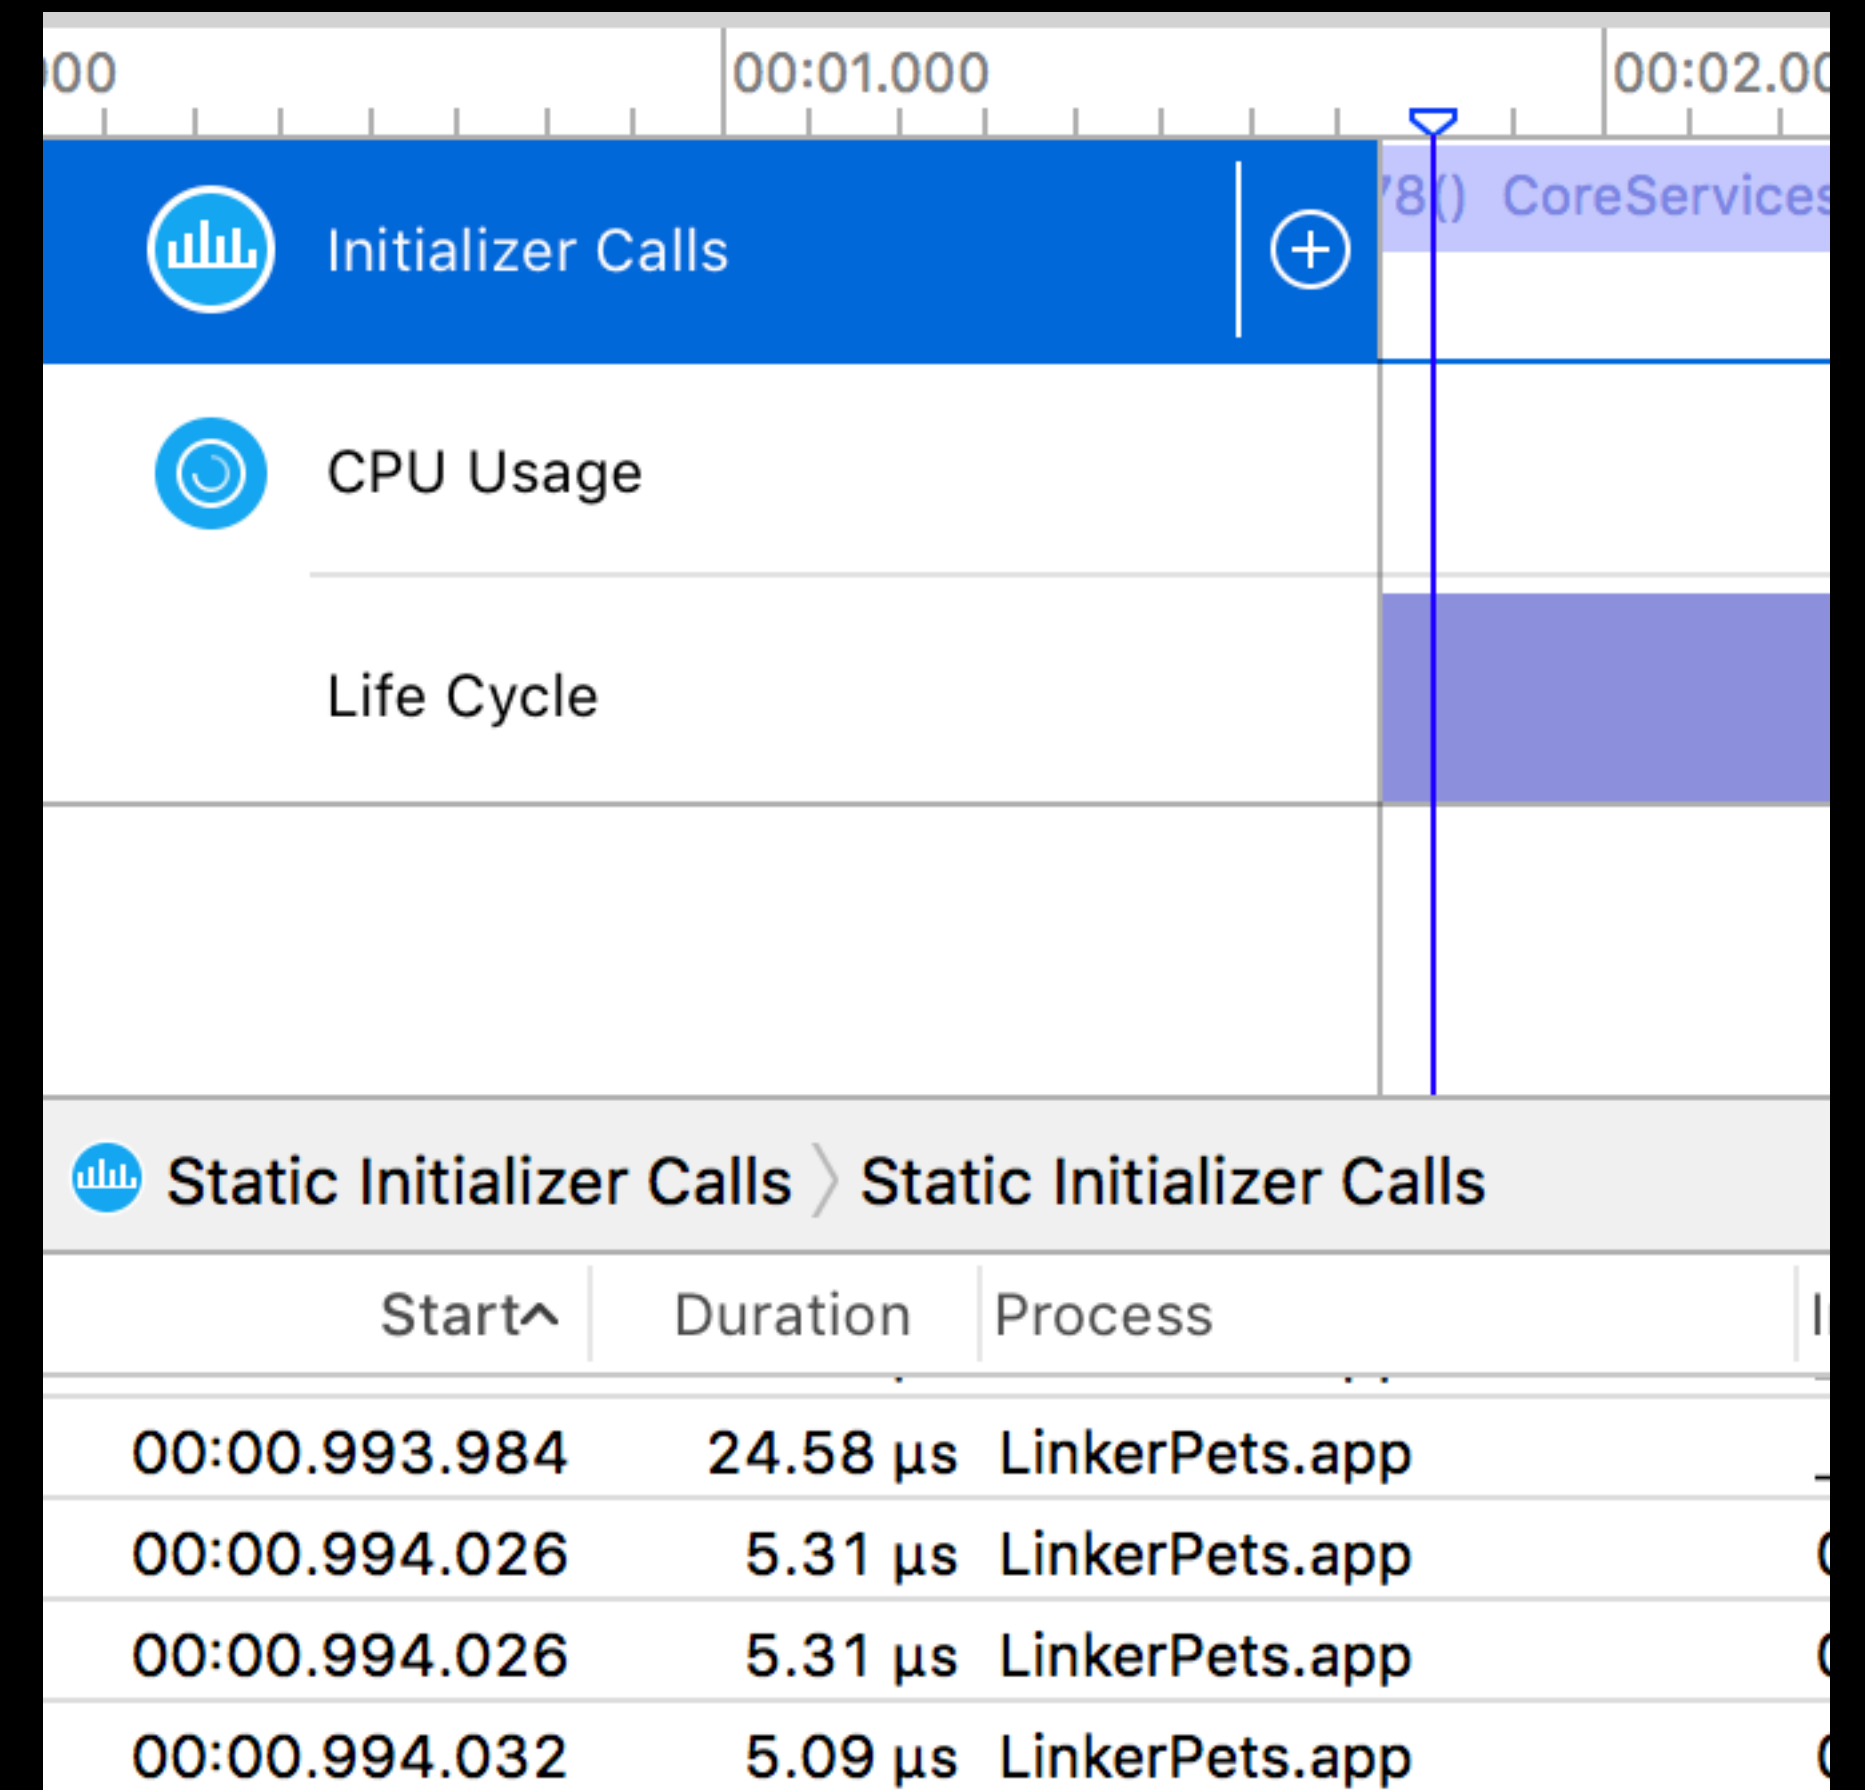 00:01.000
Initializer Calls
CoreServices
CPU Usage
Life Cycle
Static Initializer Calls 〉 Static Initializer Calls
Start Duration Process
00:00.993.984 24.58 µs LinkerPets.app
00:00.994.026 5.31 µs LinkerPets.app
00:00.994.026 5.31 µs LinkerPets.app
00:00.994.032 5.09 µs LinkerPets.app